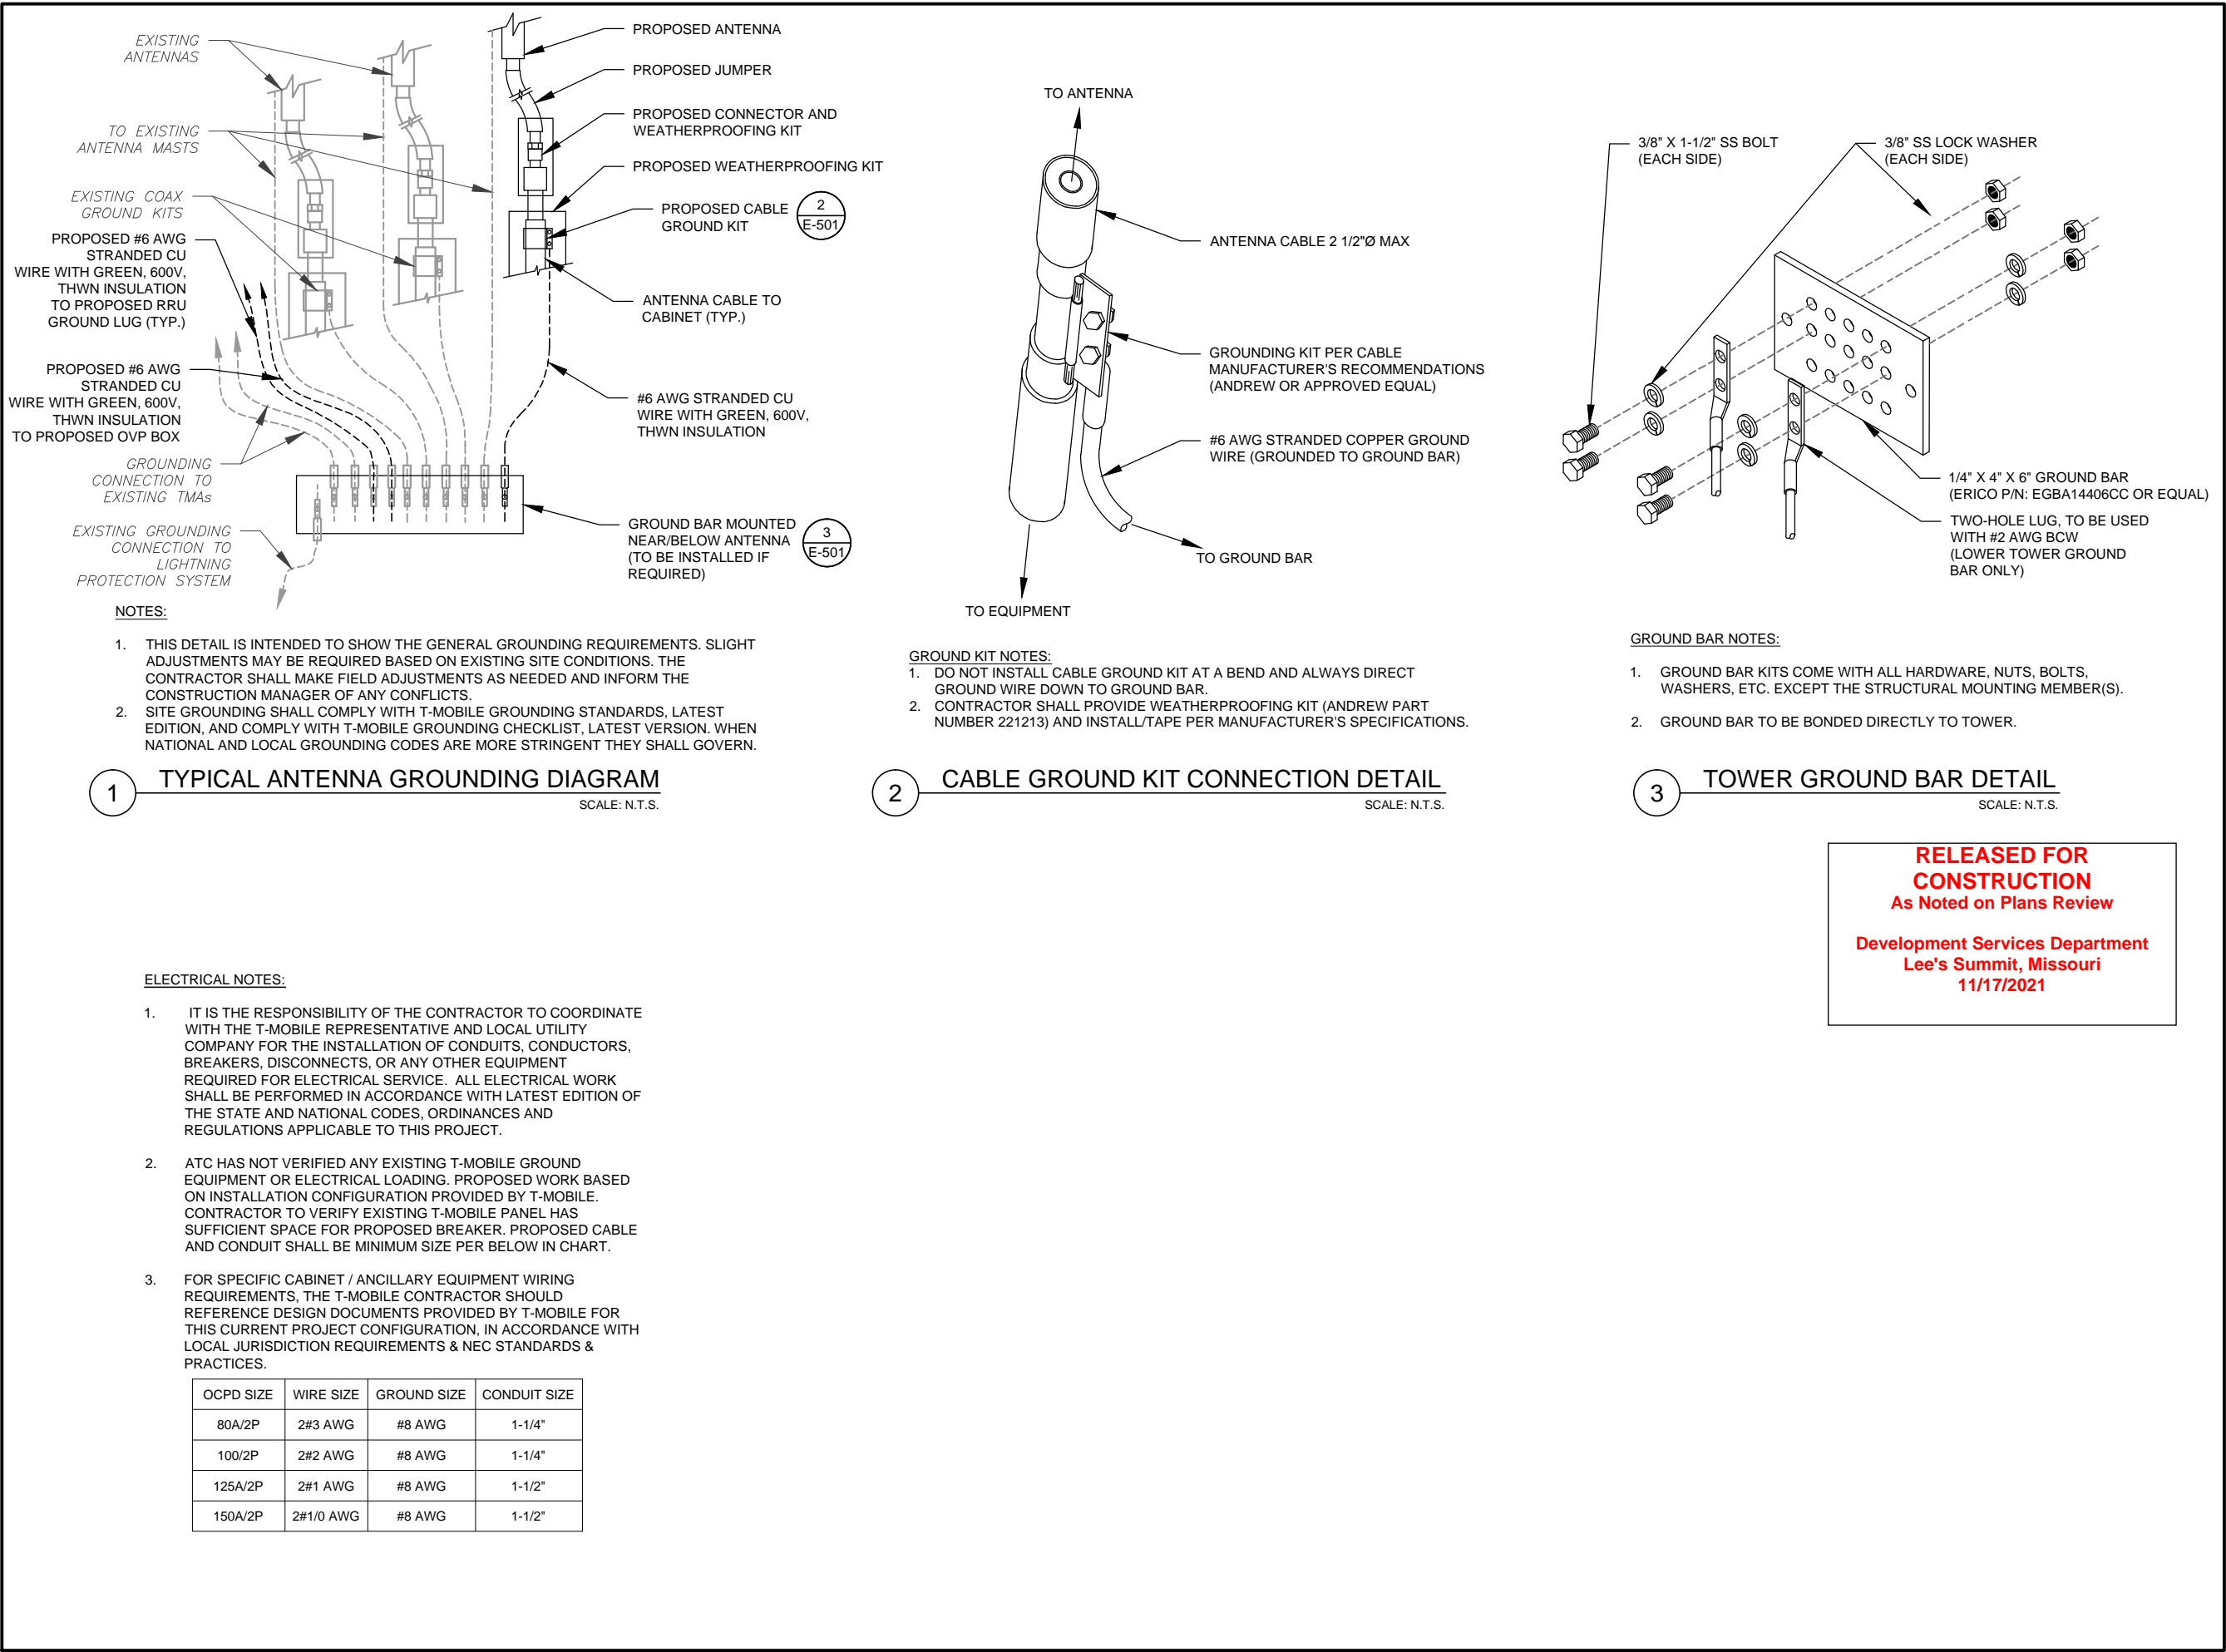 EXISTING
ANTENNAS
TO EXISTING
ANTENNA MASTS
EXISTING COAX
GROUND KITS
PROPOSED #6 AWG
STRANDED CU
WIRE WITH GREEN, 600V,
THWN INSULATION
TO PROPOSED RRU
GROUND LUG (TYP.)
PROPOSED #6 AWG
STRANDED CU
WIRE WITH GREEN, 600V,
THWN INSULATION
TO PROPOSED OVP BOX
GROUNDING
CONNECTION TO
EXISTING TMAs
EXISTING GROUNDING
CONNECTION TO
LIGHTNING
PROTECTION SYSTEM
PROPOSED ANTENNA
PROPOSED JUMPER
PROPOSED CONNECTOR AND
WEATHERPROOFING KIT
PROPOSED WEATHERPROOFING KIT
PROPOSED CABLE
GROUND KIT
2
E-501
ANTENNA CABLE TO
CABINET (TYP.)
#6 AWG STRANDED CU
WIRE WITH GREEN, 600V,
THWN INSULATION
GROUND BAR MOUNTED
NEAR/BELOW ANTENNA
(TO BE INSTALLED IF
REQUIRED)
3
E-501
NOTES:
1. THIS DETAIL IS INTENDED TO SHOW THE GENERAL GROUNDING REQUIREMENTS. SLIGHT
ADJUSTMENTS MAY BE REQUIRED BASED ON EXISTING SITE CONDITIONS. THE
CONTRACTOR SHALL MAKE FIELD ADJUSTMENTS AS NEEDED AND INFORM THE
CONSTRUCTION MANAGER OF ANY CONFLICTS.
2. SITE GROUNDING SHALL COMPLY WITH T-MOBILE GROUNDING STANDARDS, LATEST
EDITION, AND COMPLY WITH T-MOBILE GROUNDING CHECKLIST, LATEST VERSION. WHEN
NATIONAL AND LOCAL GROUNDING CODES ARE MORE STRINGENT THEY SHALL GOVERN.
1
TYPICAL ANTENNA GROUNDING DIAGRAM
SCALE: N.T.S.
TO ANTENNA
ANTENNA CABLE 2 1/2"Ø MAX
GROUNDING KIT PER CABLE
MANUFACTURER'S RECOMMENDATIONS
(ANDREW OR APPROVED EQUAL)
#6 AWG STRANDED COPPER GROUND
WIRE (GROUNDED TO GROUND BAR)
TO GROUND BAR
TO EQUIPMENT
GROUND KIT NOTES:
1. DO NOT INSTALL CABLE GROUND KIT AT A BEND AND ALWAYS DIRECT
GROUND WIRE DOWN TO GROUND BAR.
2. CONTRACTOR SHALL PROVIDE WEATHERPROOFING KIT (ANDREW PART
NUMBER 221213) AND INSTALL/TAPE PER MANUFACTURER'S SPECIFICATIONS.
2
CABLE GROUND KIT CONNECTION DETAIL
SCALE: N.T.S.
3/8" X 1-1/2" SS BOLT
(EACH SIDE)
3/8" SS LOCK WASHER
(EACH SIDE)
1/4" X 4" X 6" GROUND BAR
(ERICO P/N: EGBA14406CC OR EQUAL)
TWO-HOLE LUG, TO BE USED
WITH #2 AWG BCW
(LOWER TOWER GROUND
BAR ONLY)
GROUND BAR NOTES:
1. GROUND BAR KITS COME WITH ALL HARDWARE, NUTS, BOLTS,
WASHERS, ETC. EXCEPT THE STRUCTURAL MOUNTING MEMBER(S).
2. GROUND BAR TO BE BONDED DIRECTLY TO TOWER.
3
TOWER GROUND BAR DETAIL
SCALE: N.T.S.
RELEASED FOR
CONSTRUCTION
As Noted on Plans Review
Development Services Department
Lee's Summit, Missouri
11/17/2021
ELECTRICAL NOTES:
1. IT IS THE RESPONSIBILITY OF THE CONTRACTOR TO COORDINATE
WITH THE T-MOBILE REPRESENTATIVE AND LOCAL UTILITY
COMPANY FOR THE INSTALLATION OF CONDUITS, CONDUCTORS,
BREAKERS, DISCONNECTS, OR ANY OTHER EQUIPMENT
REQUIRED FOR ELECTRICAL SERVICE. ALL ELECTRICAL WORK
SHALL BE PERFORMED IN ACCORDANCE WITH LATEST EDITION OF
THE STATE AND NATIONAL CODES, ORDINANCES AND
REGULATIONS APPLICABLE TO THIS PROJECT.
2. ATC HAS NOT VERIFIED ANY EXISTING T-MOBILE GROUND
EQUIPMENT OR ELECTRICAL LOADING. PROPOSED WORK BASED
ON INSTALLATION CONFIGURATION PROVIDED BY T-MOBILE.
CONTRACTOR TO VERIFY EXISTING T-MOBILE PANEL HAS
SUFFICIENT SPACE FOR PROPOSED BREAKER. PROPOSED CABLE
AND CONDUIT SHALL BE MINIMUM SIZE PER BELOW IN CHART.
3. FOR SPECIFIC CABINET / ANCILLARY EQUIPMENT WIRING
REQUIREMENTS, THE T-MOBILE CONTRACTOR SHOULD
REFERENCE DESIGN DOCUMENTS PROVIDED BY T-MOBILE FOR
THIS CURRENT PROJECT CONFIGURATION, IN ACCORDANCE WITH
LOCAL JURISDICTION REQUIREMENTS & NEC STANDARDS &
PRACTICES.
OCPD SIZE WIRE SIZE GROUND SIZE CONDUIT SIZE
80A/2P 2#3 AWG #8 AWG 1-1/4"
100/2P 2#2 AWG #8 AWG 1-1/4"
125A/2P 2#1 AWG #8 AWG 1-1/2"
150A/2P 2#1/0 AWG #8 AWG 1-1/2"